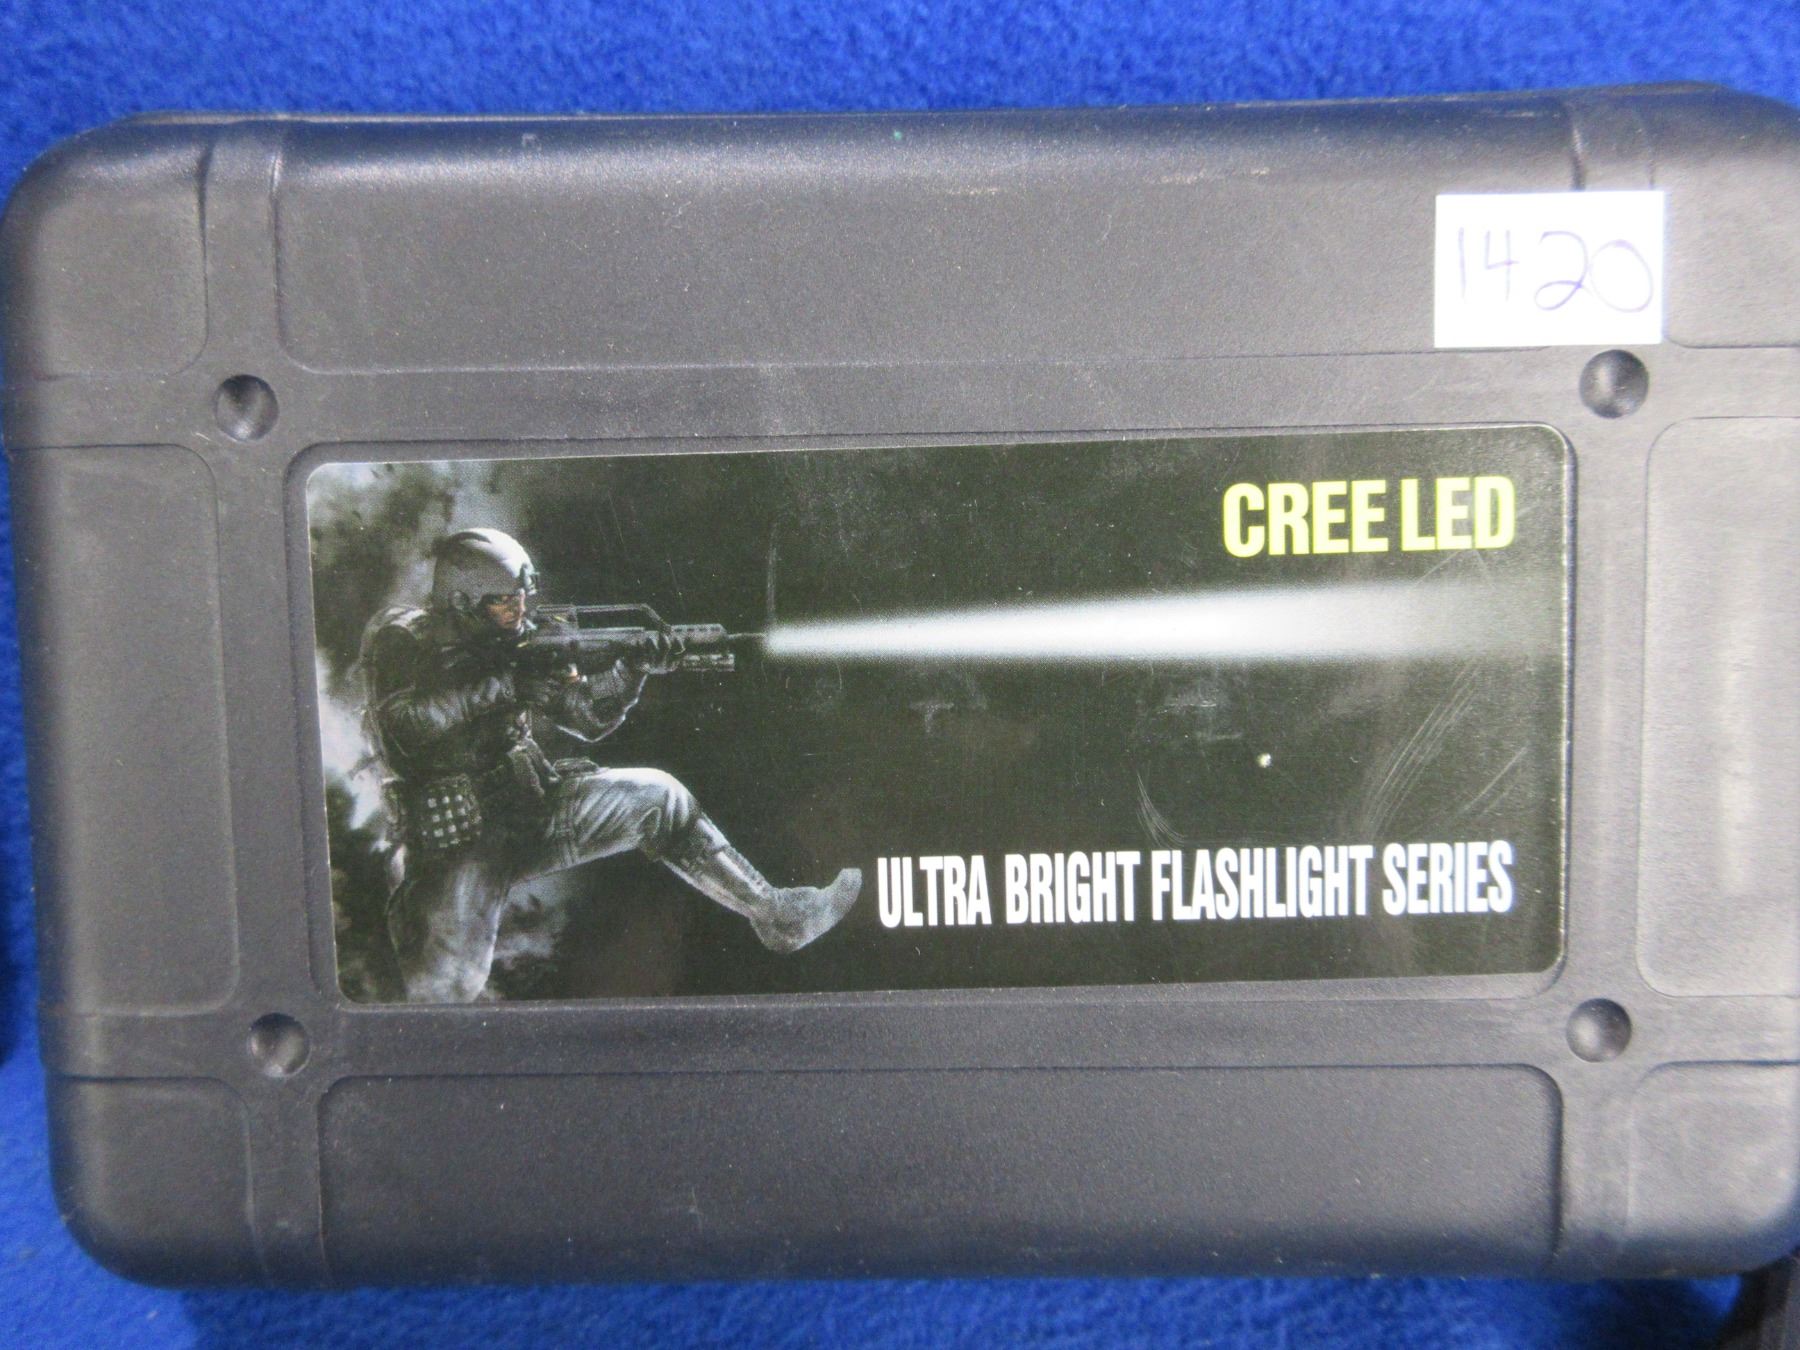 1420
CREE LED
ULTRA BRIGHT FLASHLIGHT SERIES